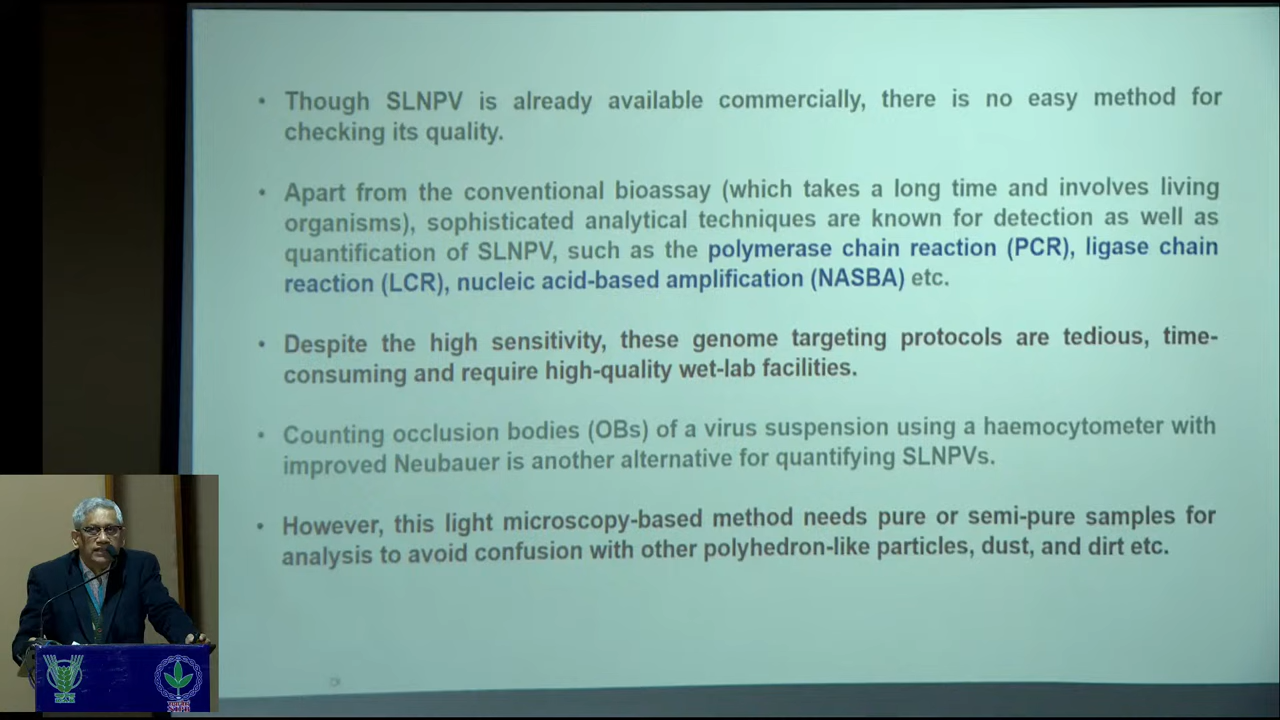 • Though SLNPV is already available commercially, there is no easy method for
checking its quality.
• Apart from the conventional bioassay (which takes a long time and involves living
organisms), sophisticated analytical techniques are known for detection as well as
quantification of SLNPV, such as the polymerase chain reaction (PCR), ligase chain
reaction (LCR), nucleic acid-based amplification (NASBA) etc.
• Despite the high sensitivity, these genome targeting protocols are tedious, time-
consuming and require high-quality wet-lab facilities.
• Counting occlusion bodies (OBs) of a virus suspension using a haemocytometer with
improved Neubauer is another alternative for quantifying SLNPVs.
• However, this light microscopy-based method needs pure or semi-pure samples for
analysis to avoid confusion with other polyhedron-like particles, dust, and dirt etc.